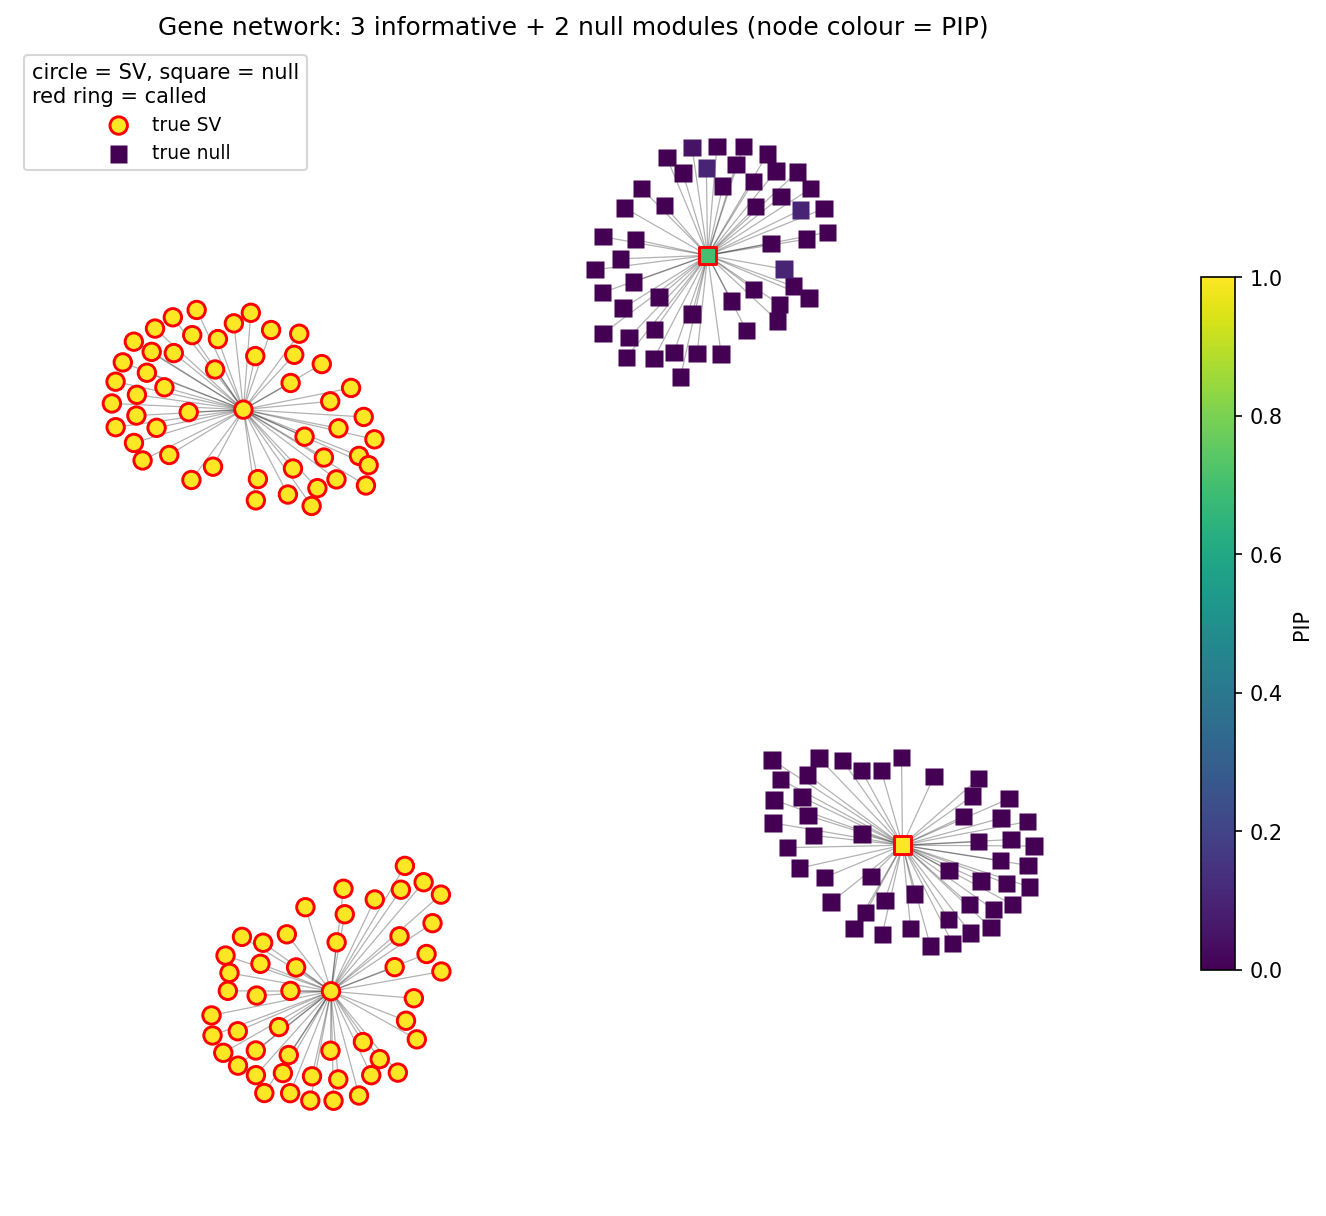 Gene network: 3 informative + 2 null modules (node colour = PIP)
circle = SV, square = null
red ring = called
true SV
true null
1.0
0.8
0.6
0.4
0.2
0.0
PIP